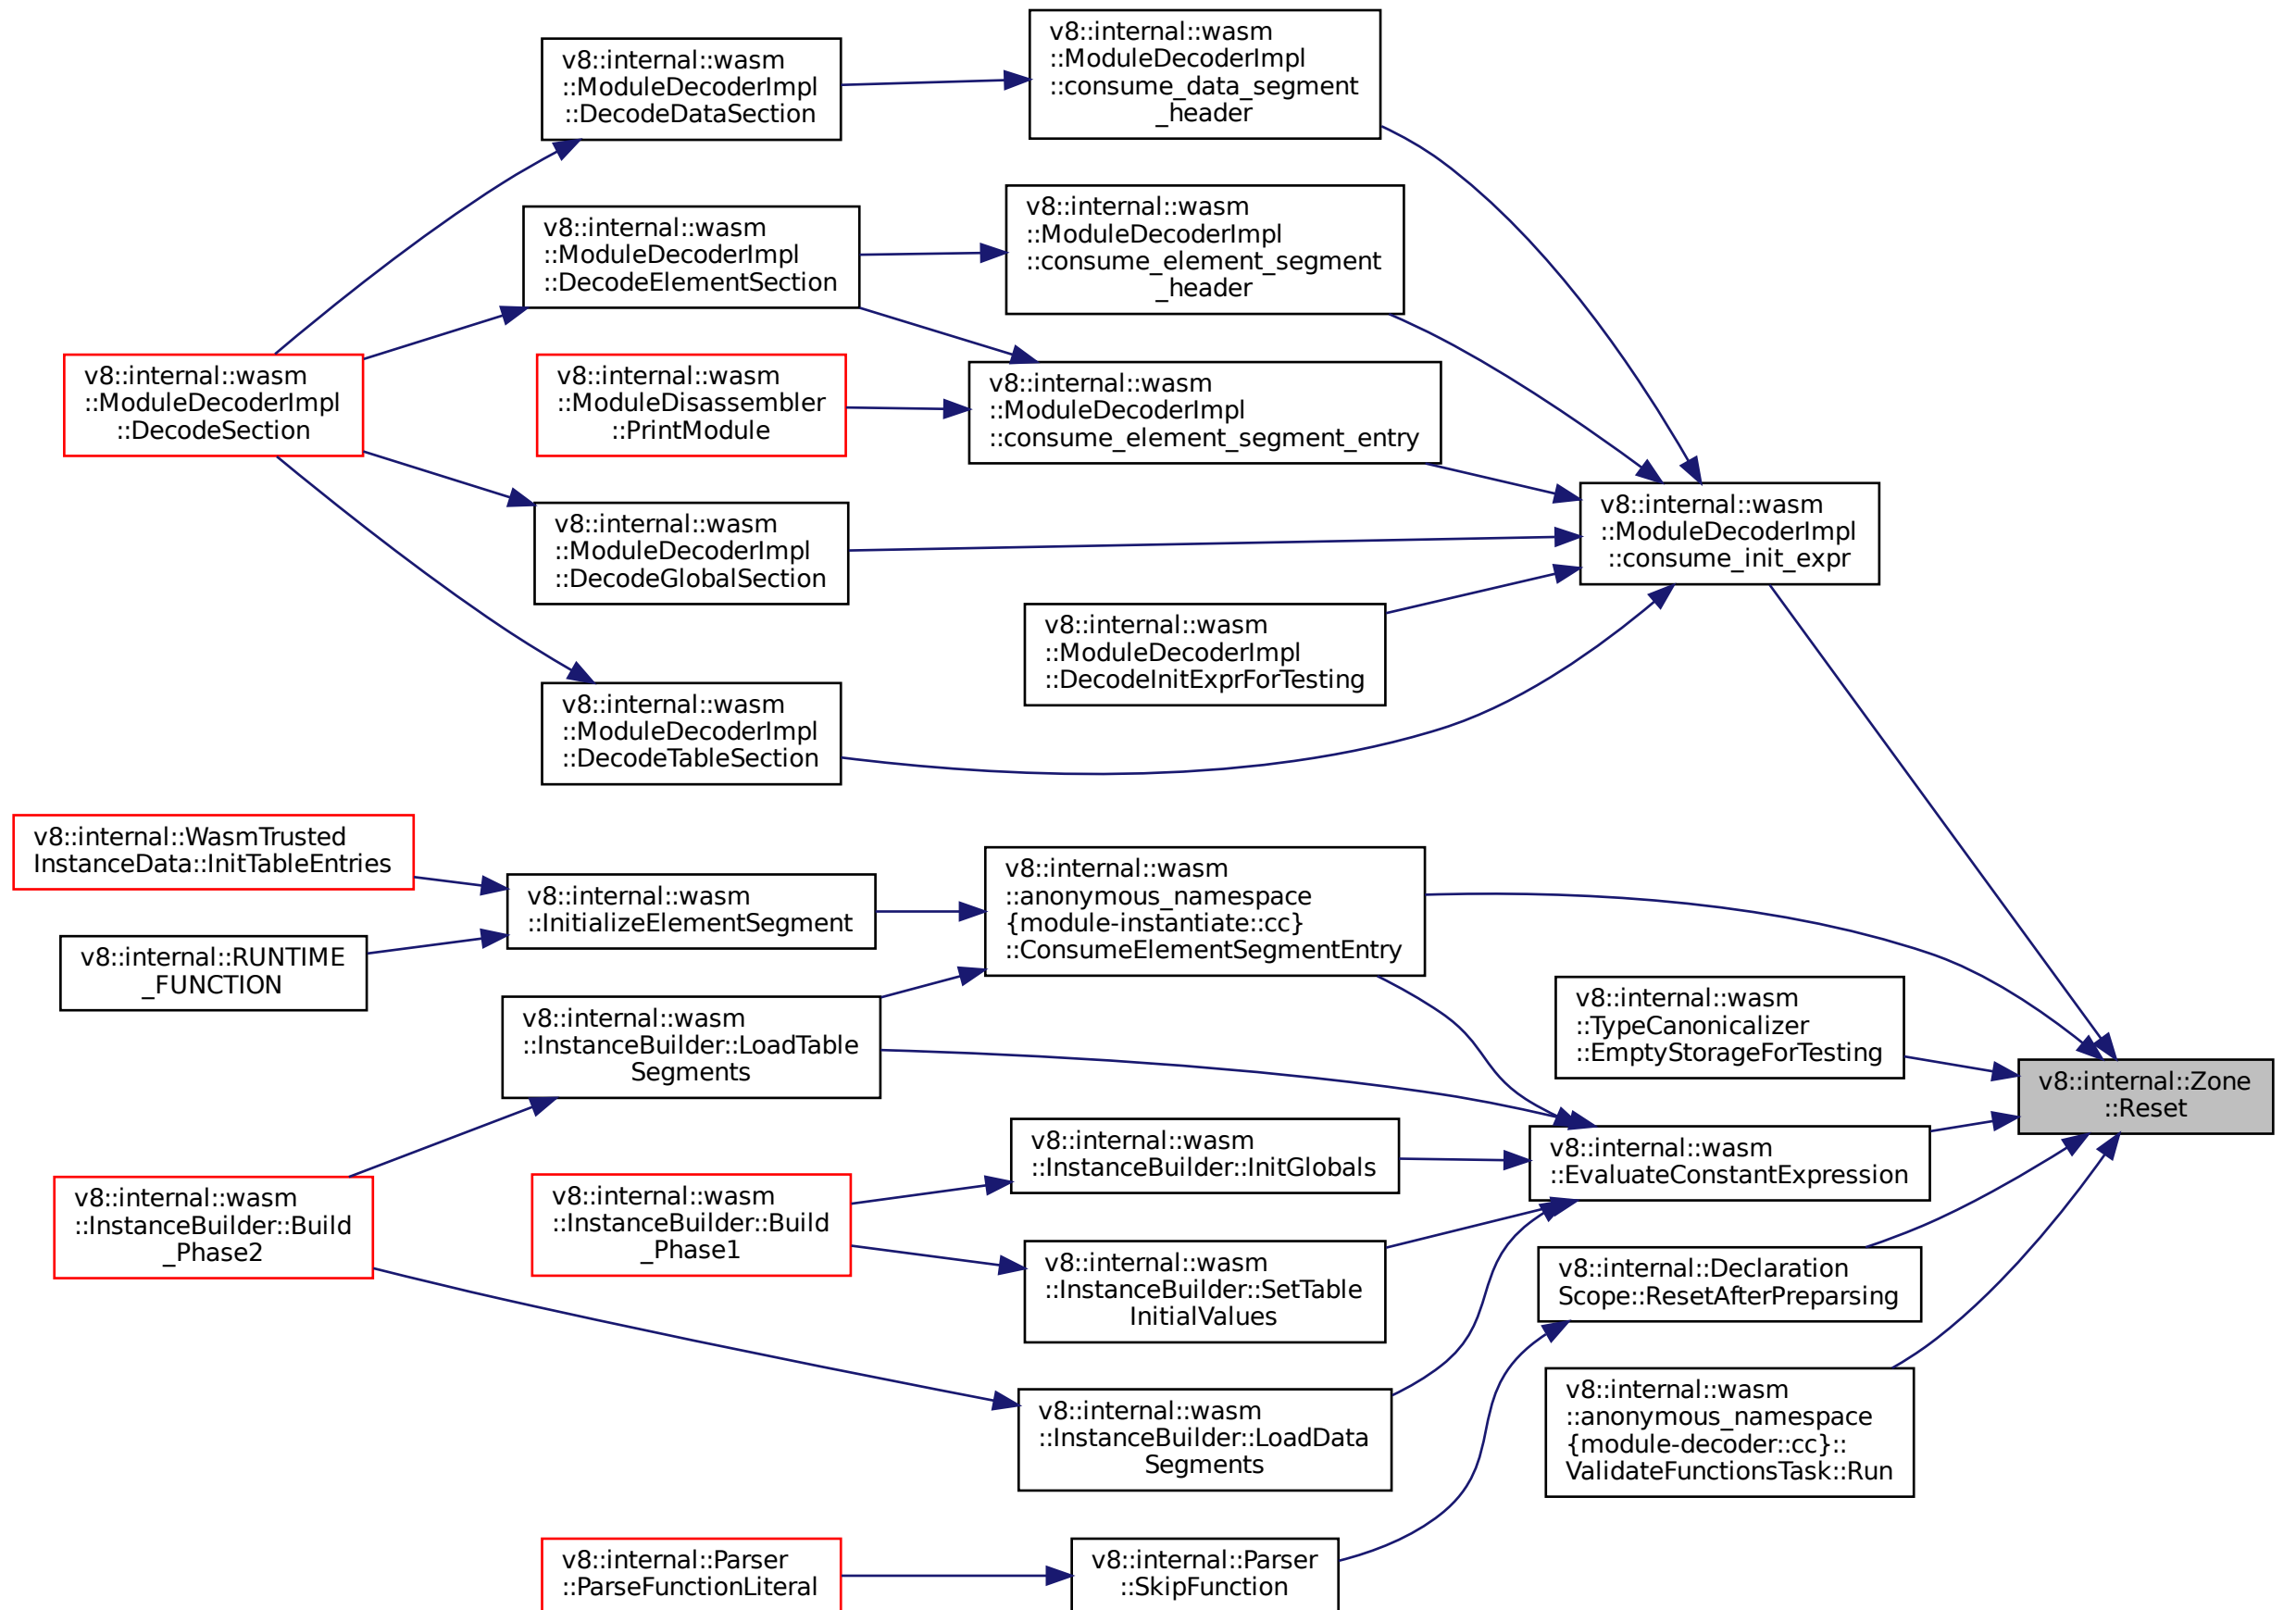 v8::internal::wasm
::ModuleDecoderImpl
::consume_data_segment
_header
v8::internal::wasm
::ModuleDecoderImpl
::DecodeDataSection
v8::internal::wasm
::ModuleDecoderImpl
::consume_element_segment
_header
v8::internal::wasm
::ModuleDecoderImpl
::DecodeElementSection
v8::internal::wasm
::ModuleDecoderImpl
::DecodeSection
v8::internal::wasm
::ModuleDisassembler
::PrintModule
v8::internal::wasm
::ModuleDecoderImpl
::consume_element_segment_entry
v8::internal::wasm
::ModuleDecoderImpl
::consume_init_expr
v8::internal::wasm
::ModuleDecoderImpl
::DecodeGlobalSection
v8::internal::wasm
::ModuleDecoderImpl
::DecodeInitExprForTesting
v8::internal::wasm
::ModuleDecoderImpl
::DecodeTableSection
v8::internal::WasmTrusted
InstanceData::InitTableEntries
v8::internal::wasm
::InitializeElementSegment
v8::internal::wasm
::anonymous_namespace
{module-instantiate::cc}
::ConsumeElementSegmentEntry
v8::internal::RUNTIME
_FUNCTION
v8::internal::wasm
::InstanceBuilder::LoadTable
Segments
v8::internal::wasm
::TypeCanonicalizer
::EmptyStorageForTesting
v8::internal::Zone
::Reset
v8::internal::wasm
::InstanceBuilder::InitGlobals
v8::internal::wasm
::EvaluateConstantExpression
v8::internal::wasm
::InstanceBuilder::Build
_Phase2
v8::internal::wasm
::InstanceBuilder::Build
_Phase1
v8::internal::wasm
::InstanceBuilder::SetTable
InitialValues
v8::internal::Declaration
Scope::ResetAfterPreparsing
v8::internal::wasm
::InstanceBuilder::LoadData
Segments
v8::internal::wasm
::anonymous_namespace
{module-decoder::cc}::
ValidateFunctionsTask::Run
v8::internal::Parser
::ParseFunctionLiteral
v8::internal::Parser
::SkipFunction